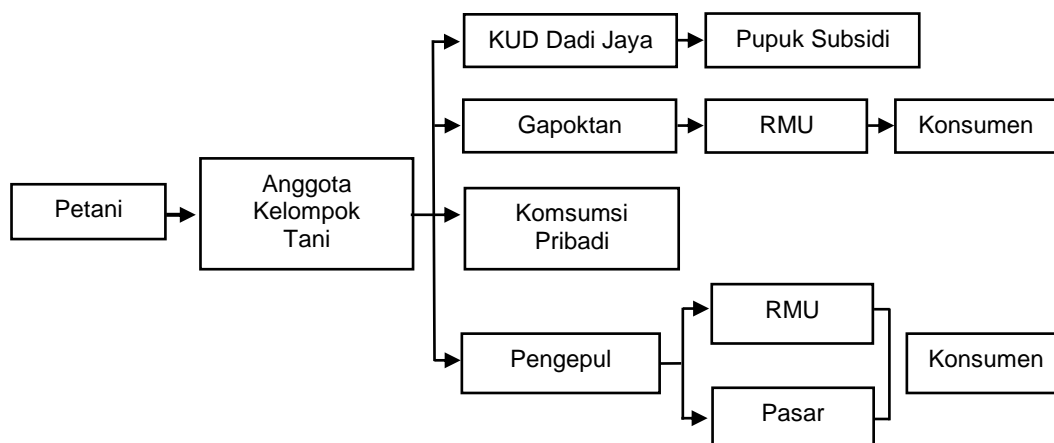 KUD Dadi Jaya
Pupuk Subsidi
Gapoktan
RMU
Konsumen
Petani
Anggota
Kelompok
Tani
Komsumsi
Pribadi
RMU
Pengepul
Konsumen
Pasar